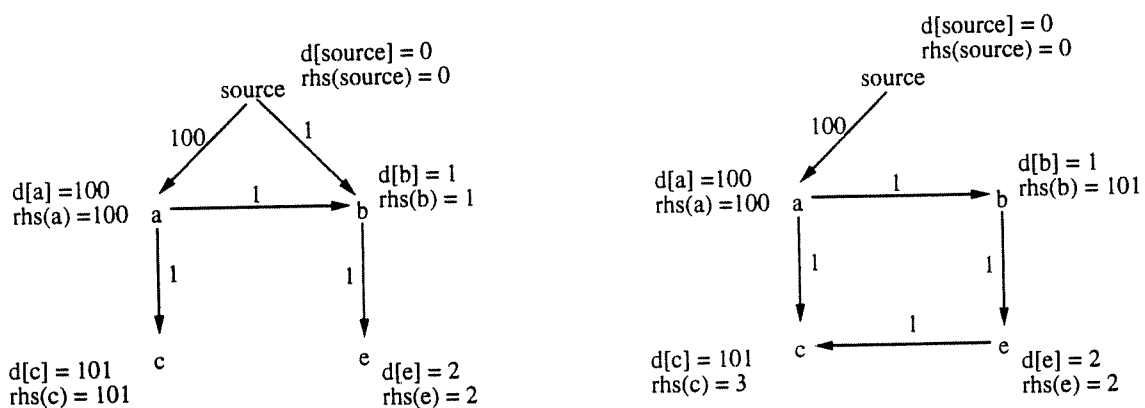 d[source] = 0
rhs(source) = 0
source
100
1
d[a] =100
rhs(a) =100
a
1
b
d[b] = 1
rhs(b) = 1
1
1
c
e
d[c] = 101
rhs(c) = 101
d[e] = 2
rhs(e) = 2
d[source] = 0
rhs(source) = 0
source
100
d[a] =100
rhs(a) =100
a
1
b
d[b] = 1
rhs(b) = 101
1
1
1
c
e
d[c] = 101
rhs(c) = 3
d[e] = 2
rhs(e) = 2